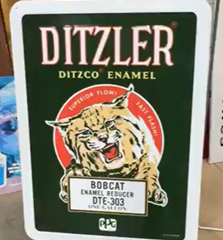 DITZLER
DITZCO® ENAMEL
SUPERIOR FLOW!
FAST FLASH!
BOBCAT
ENAMEL REDUCER
DTE-303
ONE GALLON
PPG